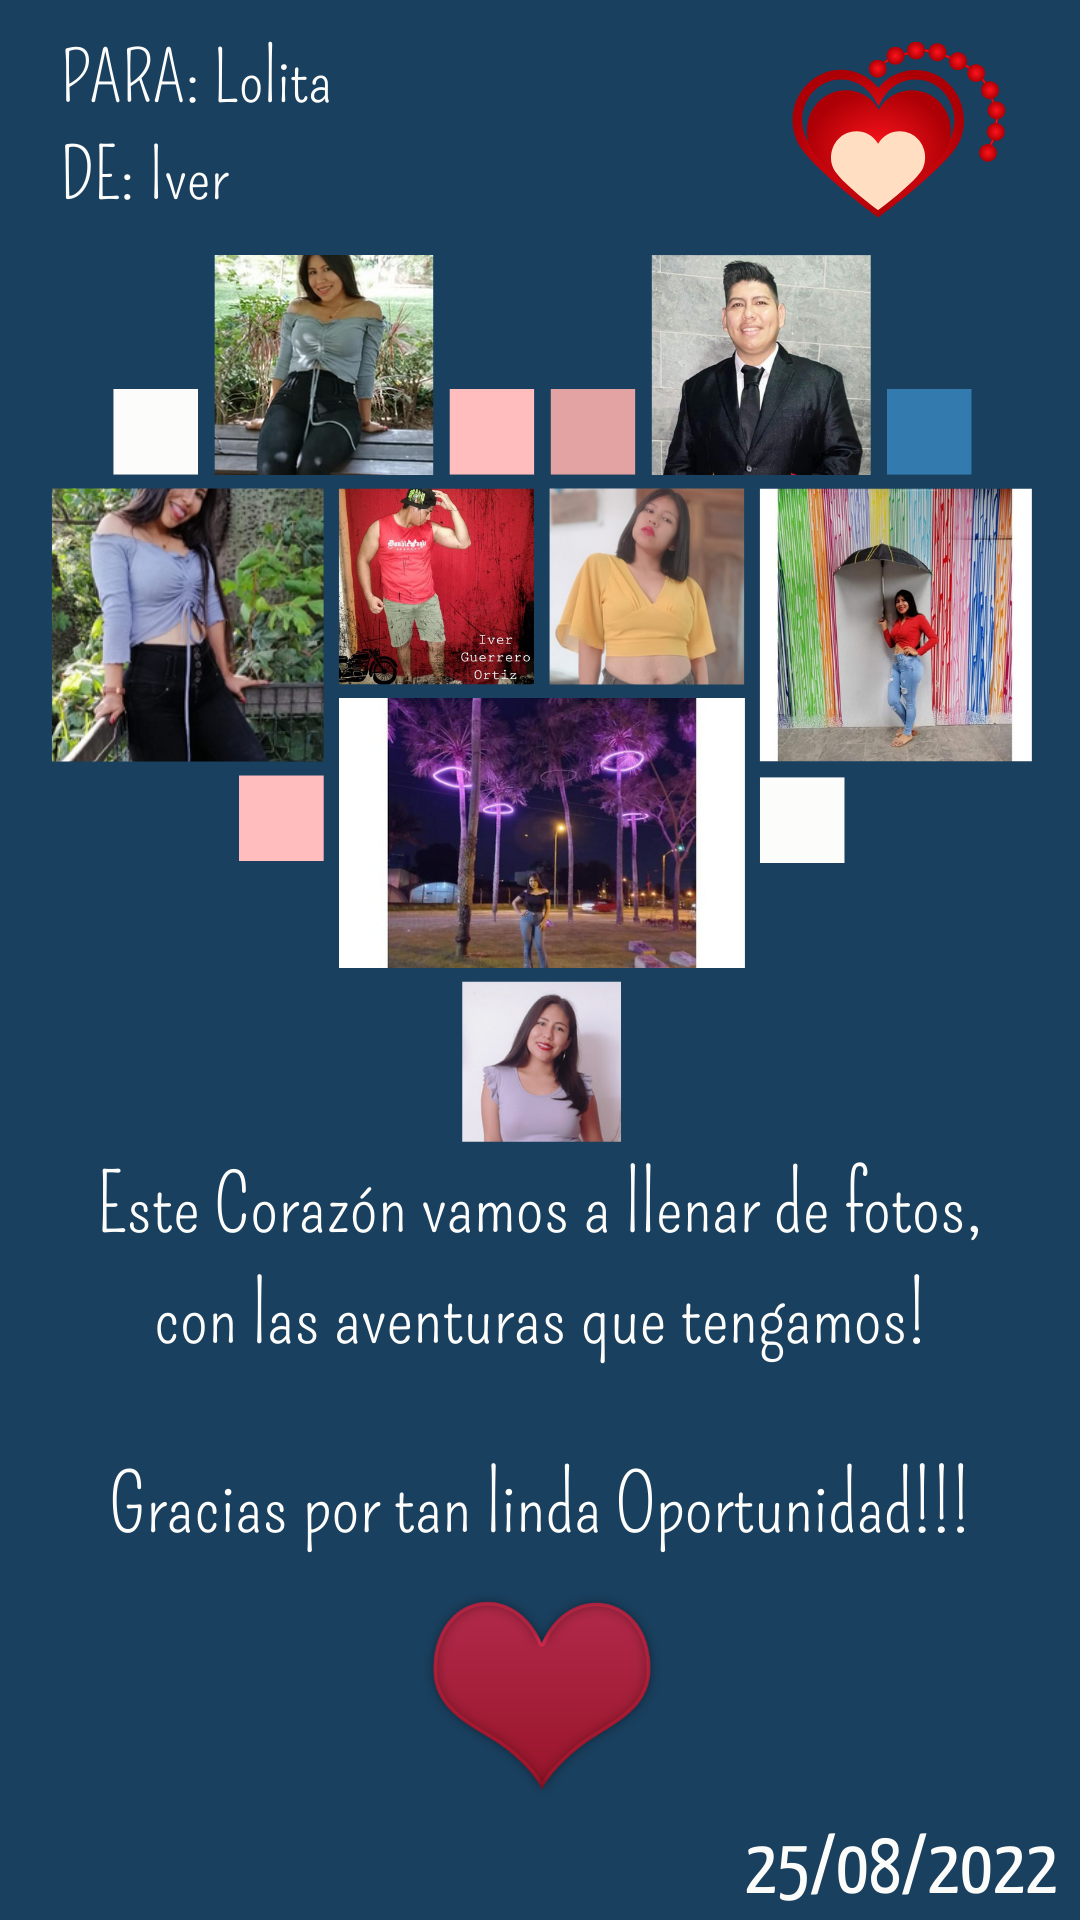 PARA: Lolita
DE: Iver
Iver
Guerrero
Ortiz
Este Corazón vamos a llenar de fotos,
con las aventuras que tengamos!
Gracias por tan linda Oportunidad!!!
25/08/2022